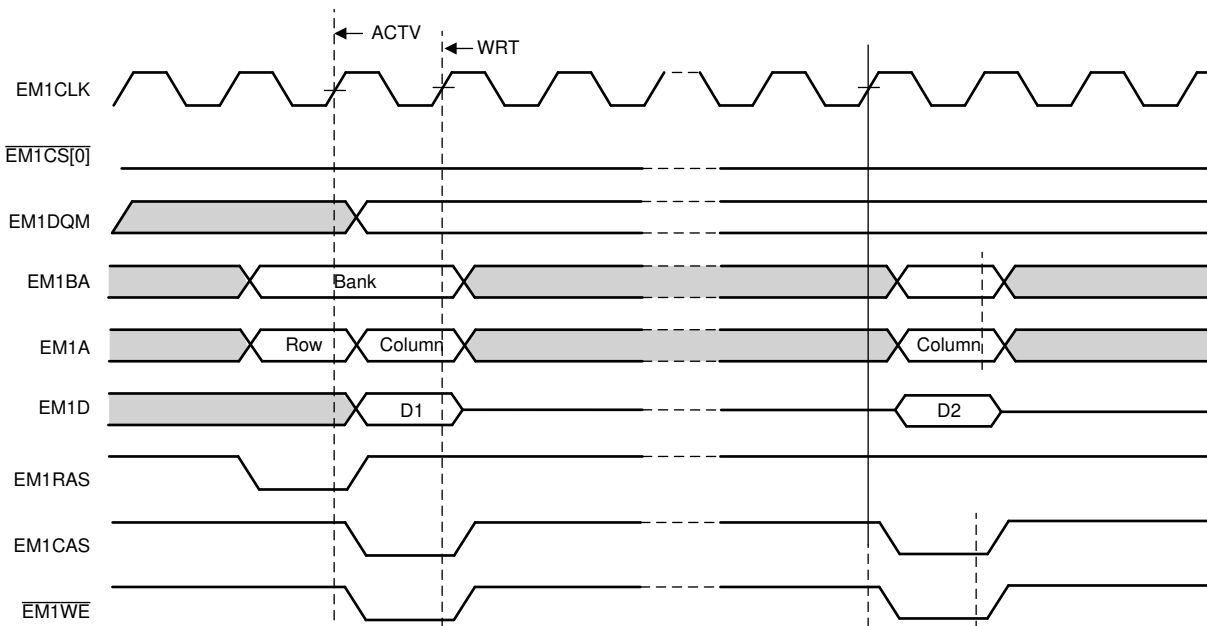 ACTV
WRT
EM1CLK
EM1CS[0]
EM1DQM
EM1BA
Bank
EM1A
Row
Column
Column
EM1D
D1
D2
EM1RAS
EM1CAS
EM1WE